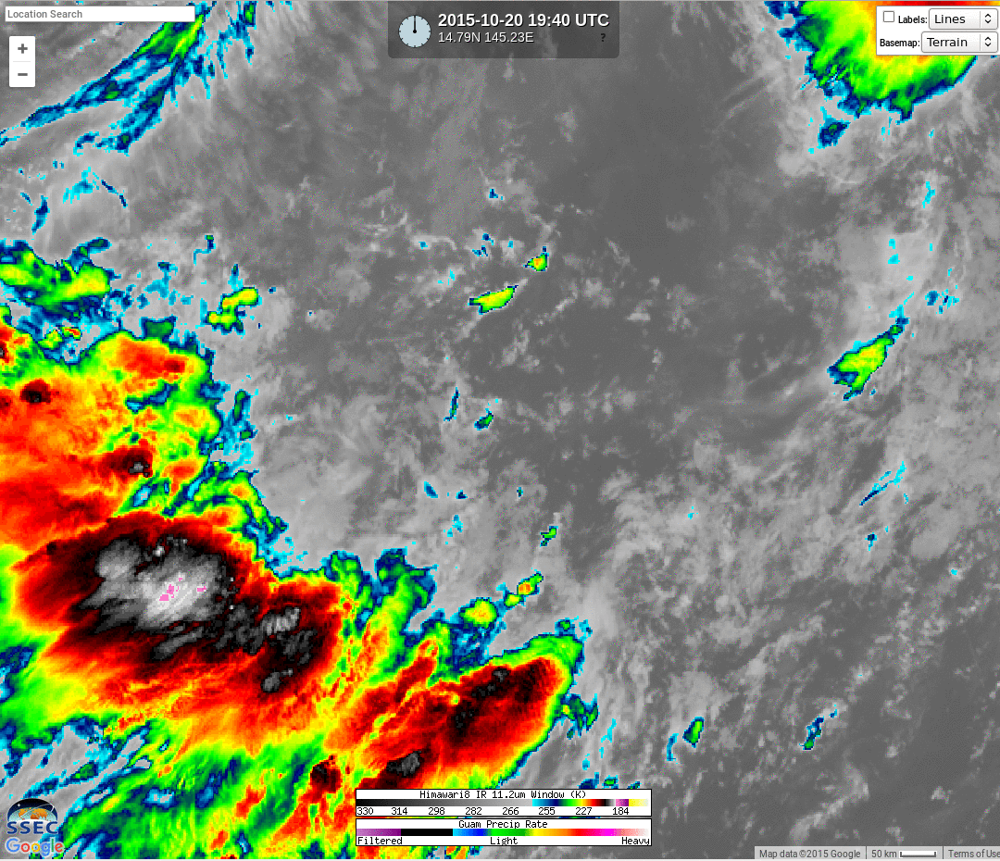 Location Search
+
−
2015-10-20 19:40 UTC
14.79N 145.23E
?
Labels: Lines
Basemap: Terrain
Himawari8 IR 11.2um Window (K)
330 314 298 282 266 255 227 184
Guam Precip Rate
Filtered Light Heavy
SSEC
Google
Map data ©2015 Google 50 km Terms of Use